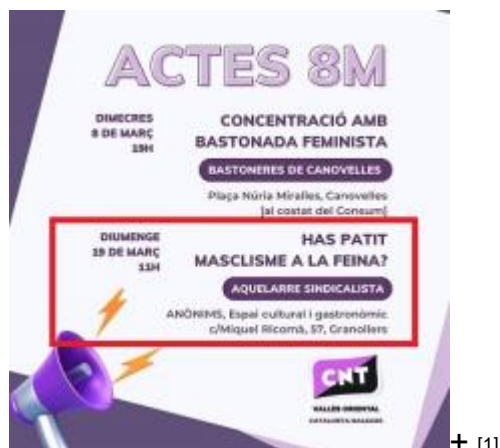 ACTES 8M
DIMECRES
8 DE MARÇ
19H
CONCENTRACIÓ AMB
BASTONADA FEMINISTA
BASTONERES DE CANOVELLES
Plaça Núria Miralles, Canovelles
[al costat del Consum]
DIUMENGE
19 DE MARÇ
11H
HAS PATIT
MASCLISME A LA FEINA?
AQUELARRE SINDICALISTA
ANÒNIMS, Espai cultural i gastronòmic
c/Miquel Ricomà, 57, Granollers
CNT
VALLÈS ORIENTAL
CATALUNYA-BALEARS
+ [1]